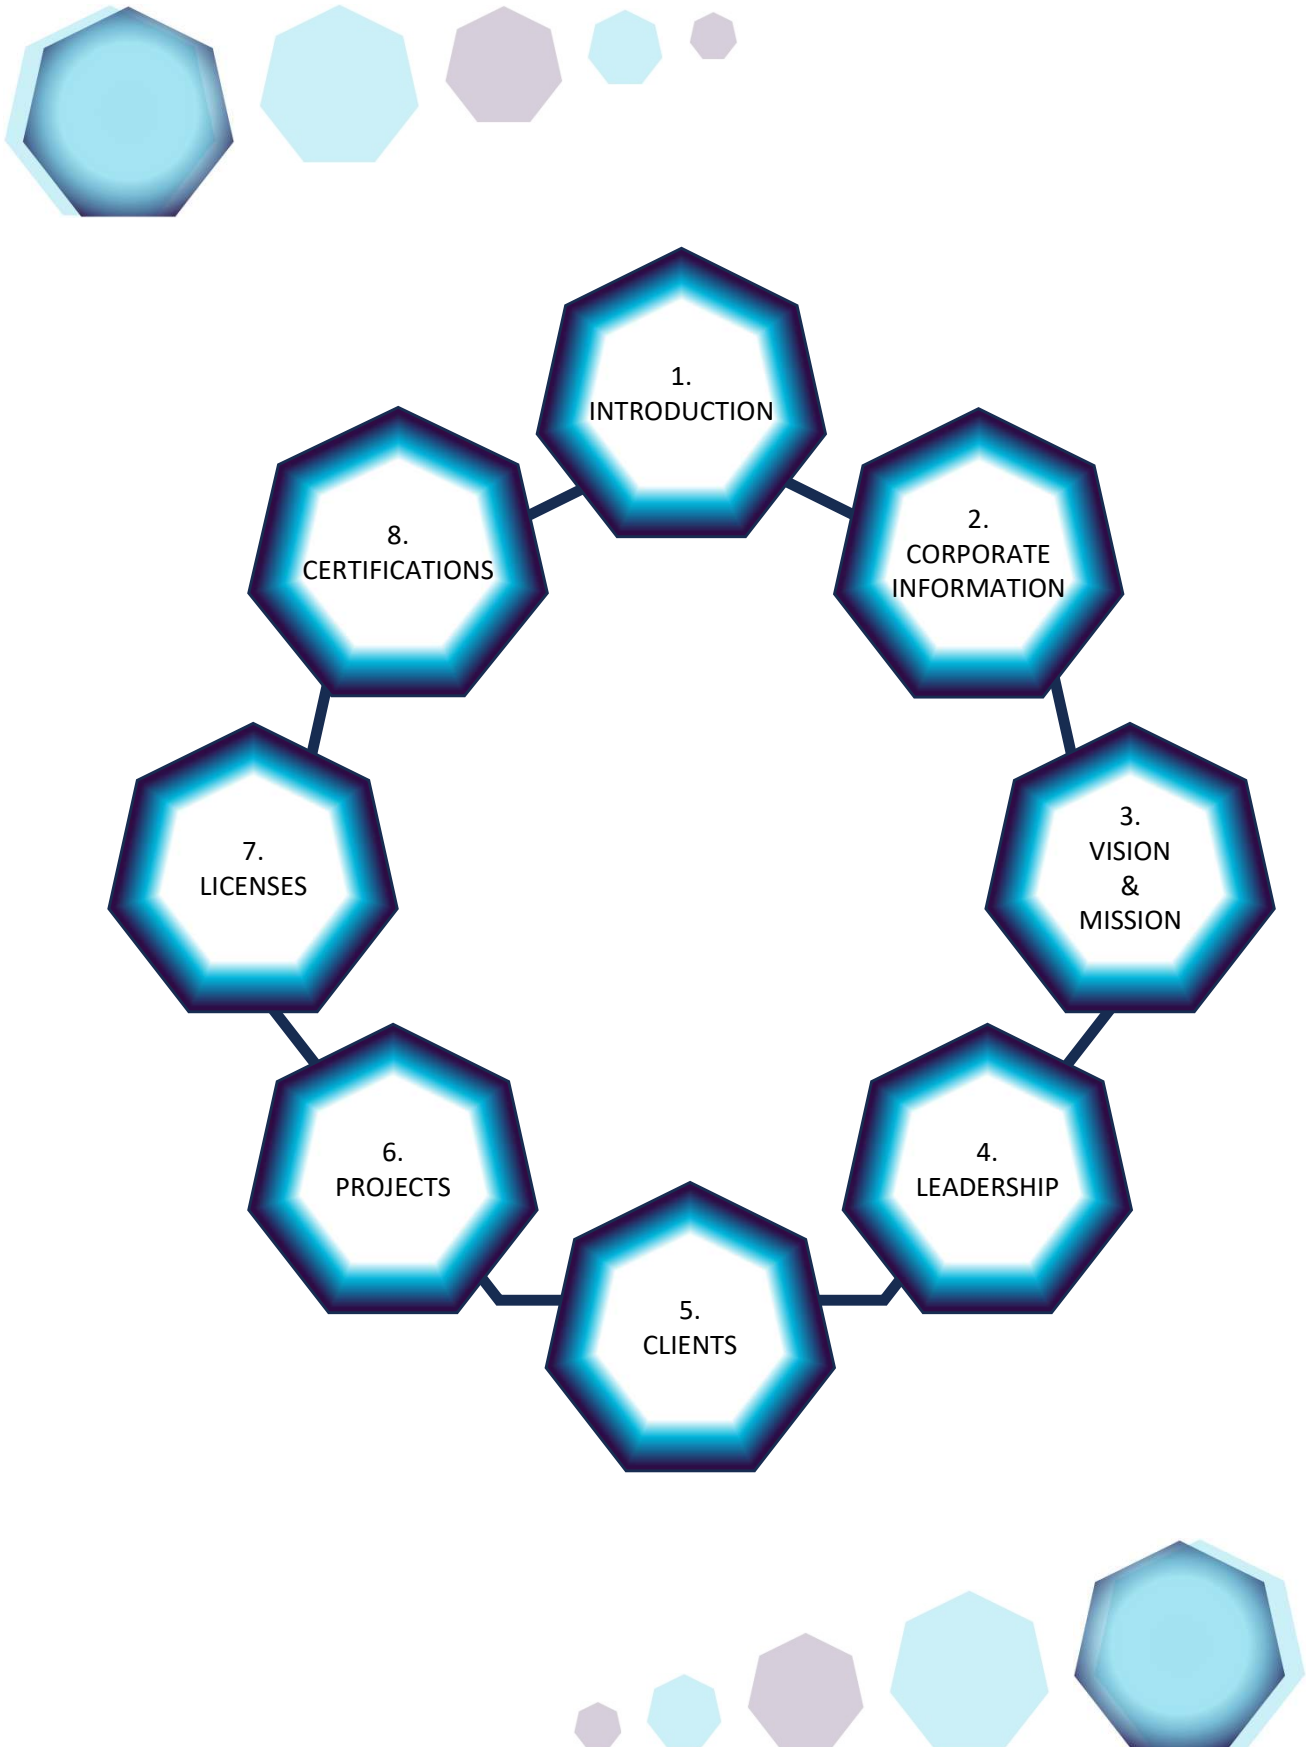 1.
INTRODUCTION
2.
CORPORATE
INFORMATION
3.
VISION
&
MISSION
4.
LEADERSHIP
5.
CLIENTS
6.
PROJECTS
7.
LICENSES
8.
CERTIFICATIONS